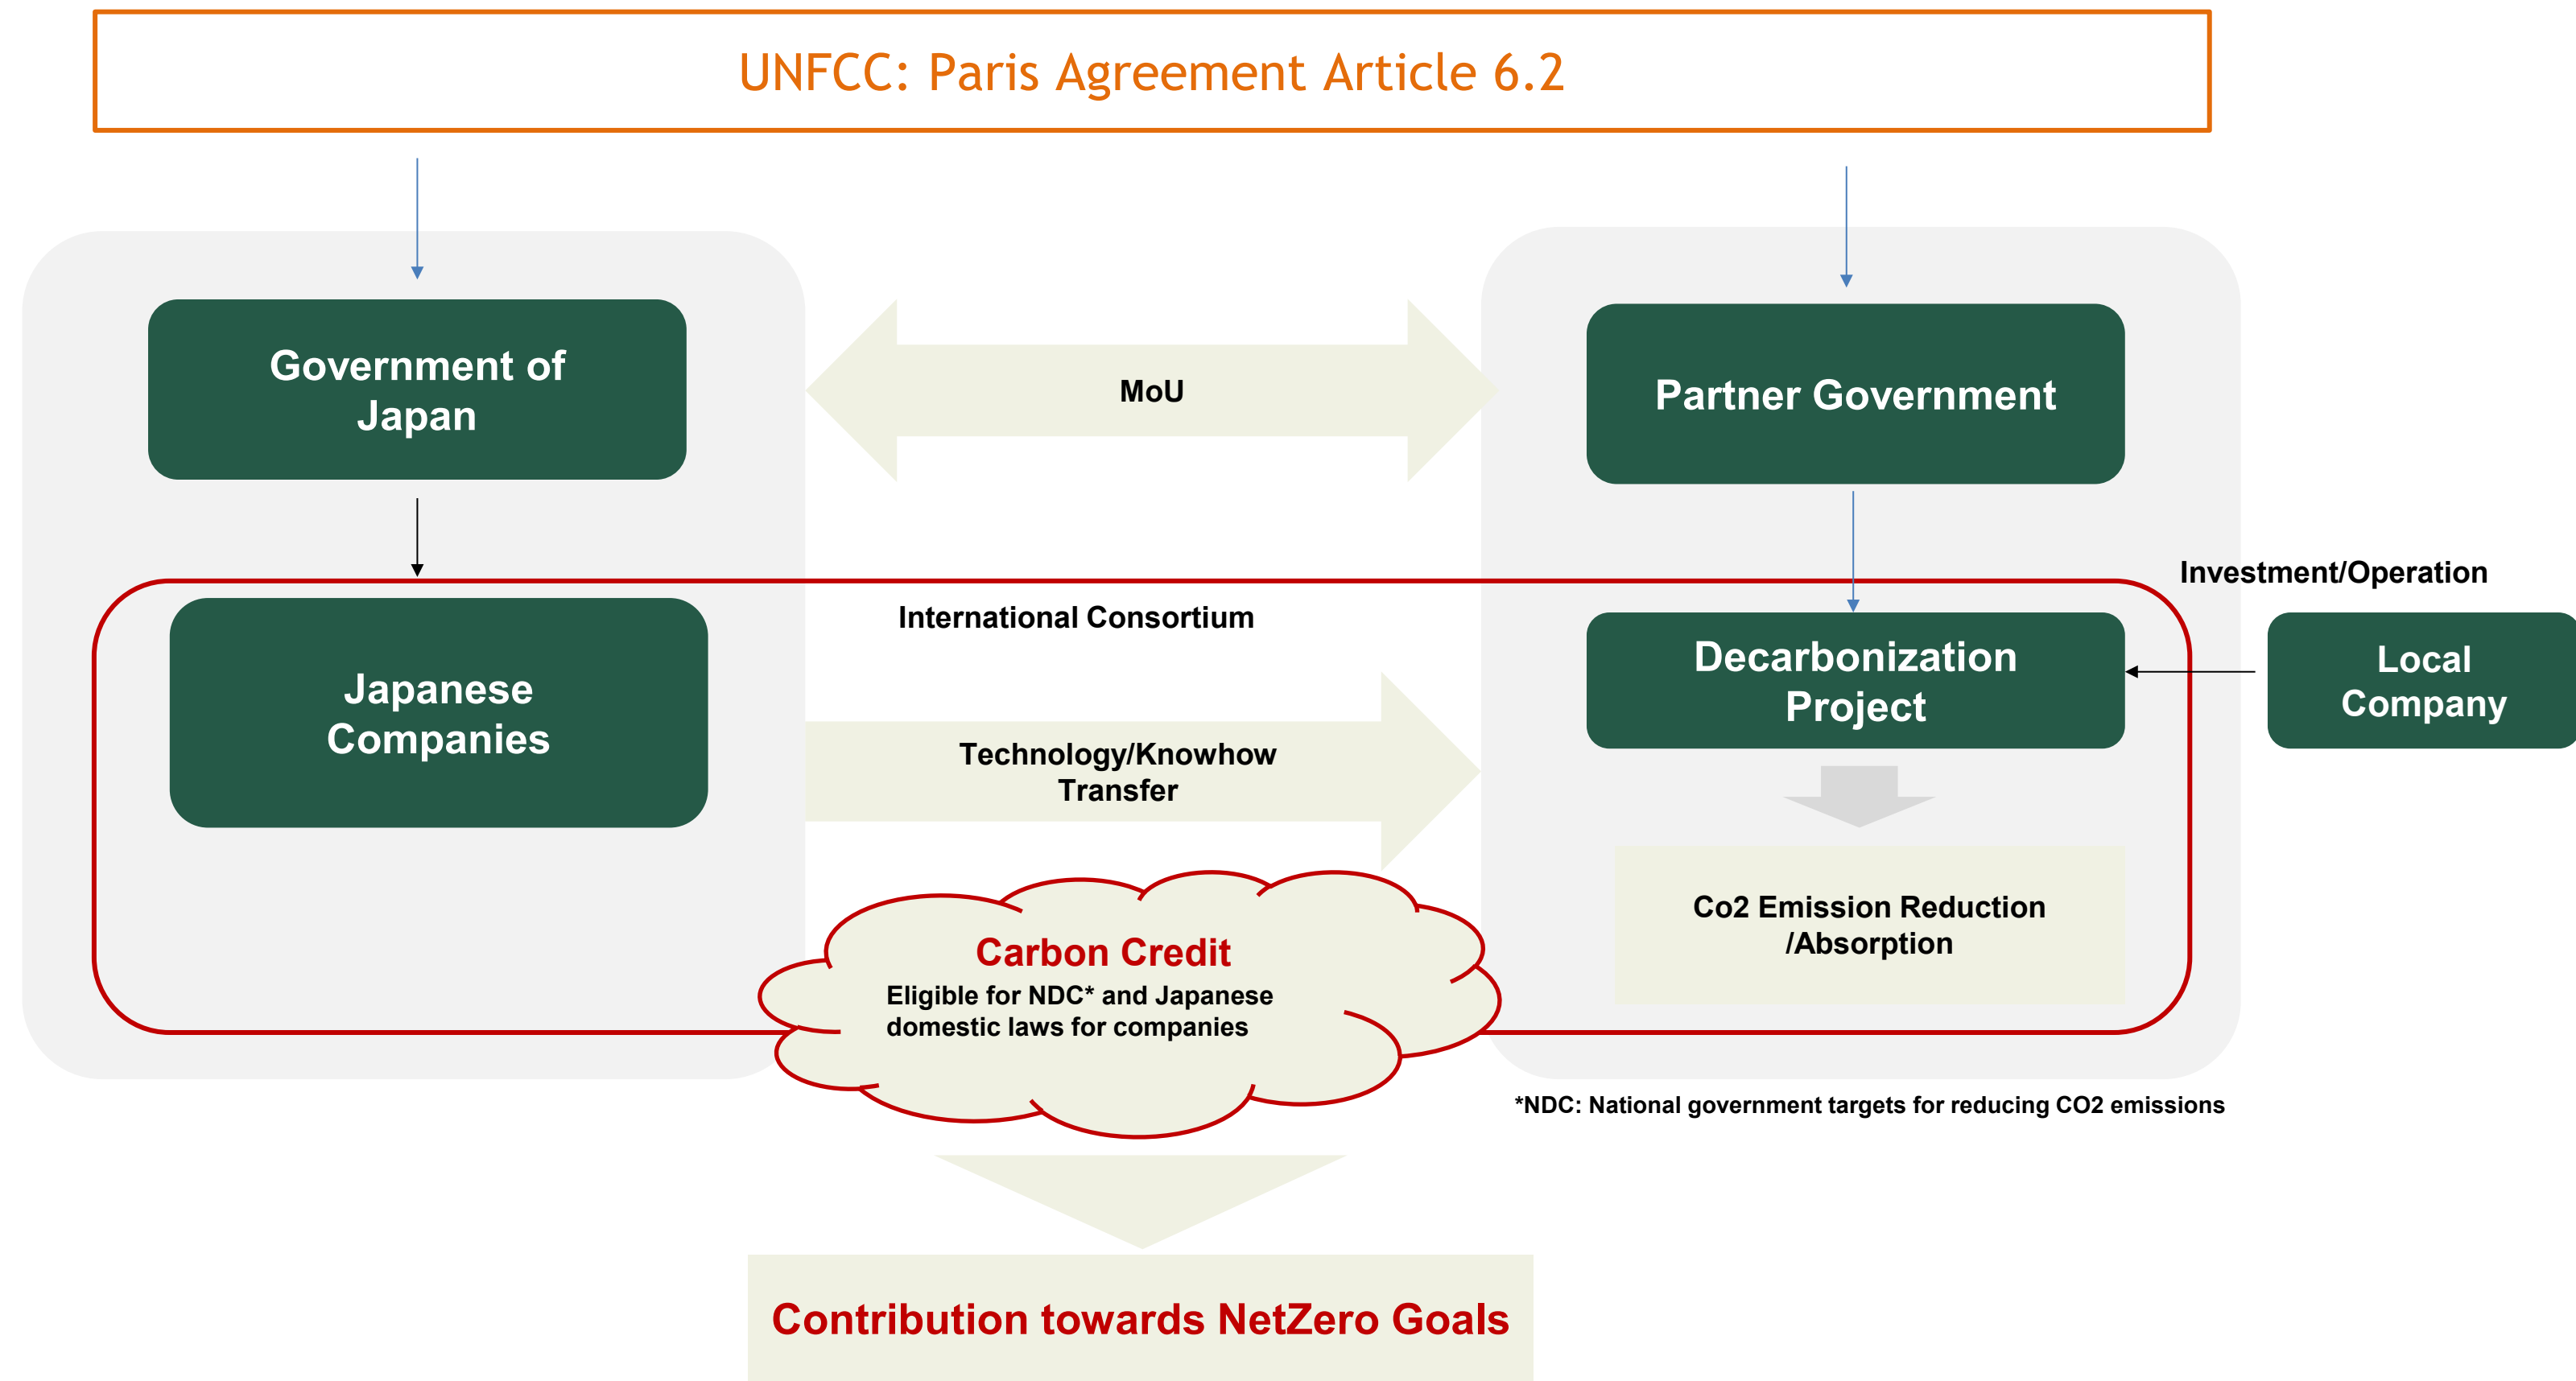 UNFCC: Paris Agreement Article 6.2
Government of
Japan
MoU
Partner Government
Investment/Operation
International Consortium
Japanese
Companies
Technology/Knowhow
Transfer
Decarbonization
Project
Local
Company
Co2 Emission Reduction
/Absorption
Carbon Credit
Eligible for NDC* and Japanese
domestic laws for companies
*NDC: National government targets for reducing CO2 emissions
Contribution towards NetZero Goals